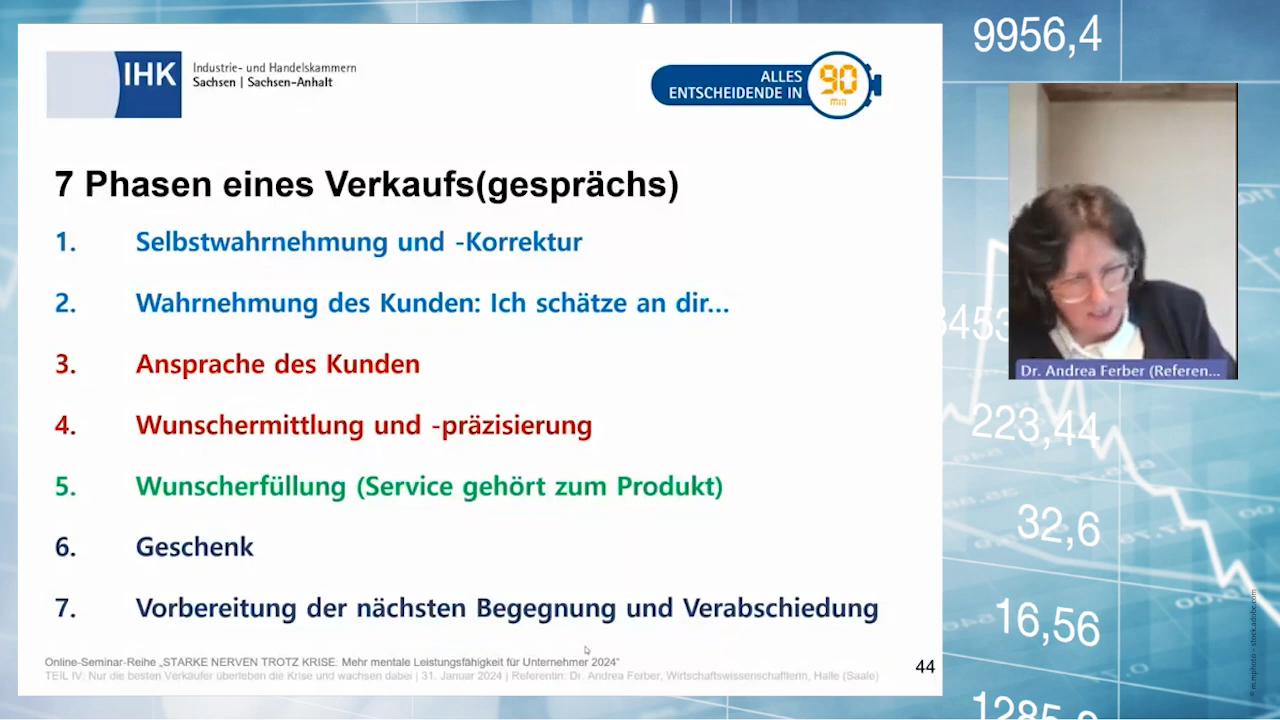 IHK
Industrie- und Handelskammern
Sachsen | Sachsen-Anhalt
ALLES
ENTSCHEIDENDE IN
90
min
7 Phasen eines Verkaufs(gesprächs)
1. Selbstwahrnehmung und -Korrektur
2. Wahrnehmung des Kunden: Ich schätze an dir...
3. Ansprache des Kunden
4. Wunschermittlung und -präzisierung
5. Wunscherfüllung (Service gehört zum Produkt)
6. Geschenk
7. Vorbereitung der nächsten Begegnung und Verabschiedung
Online-Seminar-Reihe „STARKE NERVEN TROTZ KRISE: Mehr mentale Leistungsfähigkeit für Unternehmer 2024“
TEIL IV: Nur die besten Verkäufer überleben die Krise und wachsen dabei | 31. Januar 2024 | Referentin: Dr. Andrea Ferber, Wirtschaftswissenschaftlerin, Halle (Saale)
44
9956,4
Dr. Andrea Ferber (Referen...
223,44
32,6
16,56
© m.mphoto - stock.adobe.com